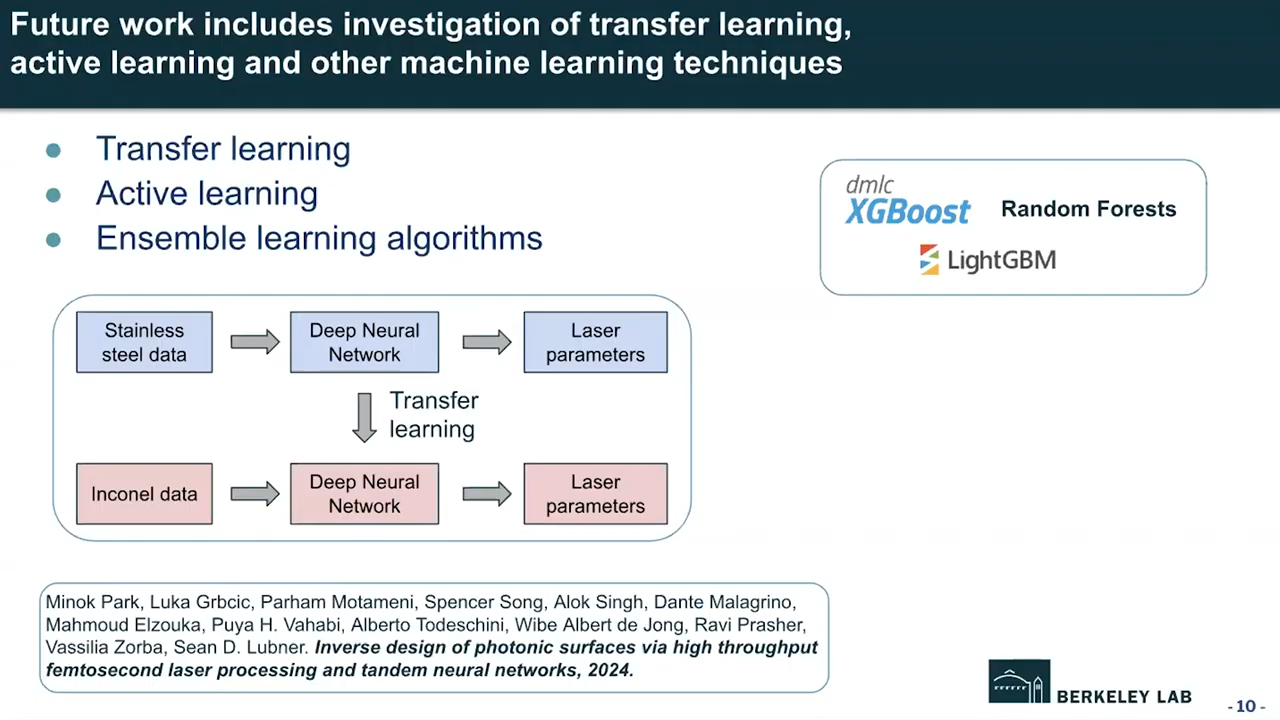 Future work includes investigation of transfer learning,
active learning and other machine learning techniques
● Transfer learning
● Active learning
● Ensemble learning algorithms
dmlc
XGBoost
Random Forests
LightGBM
Stainless
steel data
Deep Neural
Network
Laser
parameters
Transfer
learning
Inconel data
Deep Neural
Network
Laser
parameters
Minok Park, Luka Grbcic, Parham Motameni, Spencer Song, Alok Singh, Dante Malagrino,
Mahmoud Elzouka, Puya H. Vahabi, Alberto Todeschini, Wibe Albert de Jong, Ravi Prasher,
Vassilia Zorba, Sean D. Lubner. Inverse design of photonic surfaces via high throughput
femtosecond laser processing and tandem neural networks, 2024.
BERKELEY LAB
- 10 -